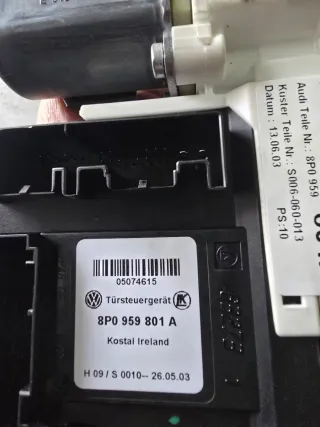 Audi Teile Nr.: 8P0 959
Kuster Teile Nr.: S006-060-013
Datum : 13.06.03
PS:10
05074615
Türsteuergerät
8P0 959 801 A
Kostal Ireland
H 09 / S 0010-- 26.05.03